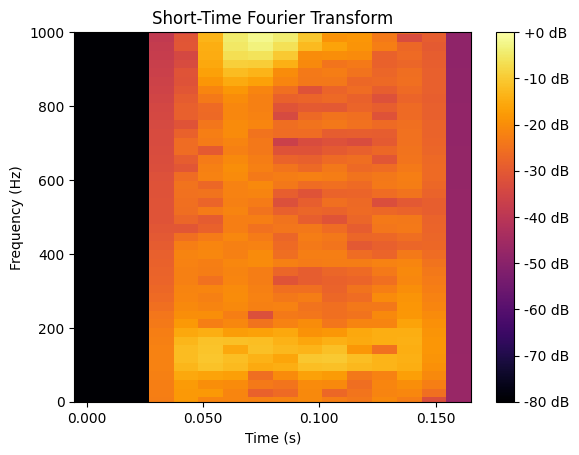 Short-Time Fourier Transform
1000
800
600
400
200
0
Frequency (Hz)
0.000
0.050
0.100
0.150
Time (s)
+0 dB
-10 dB
-20 dB
-30 dB
-40 dB
-50 dB
-60 dB
-70 dB
-80 dB